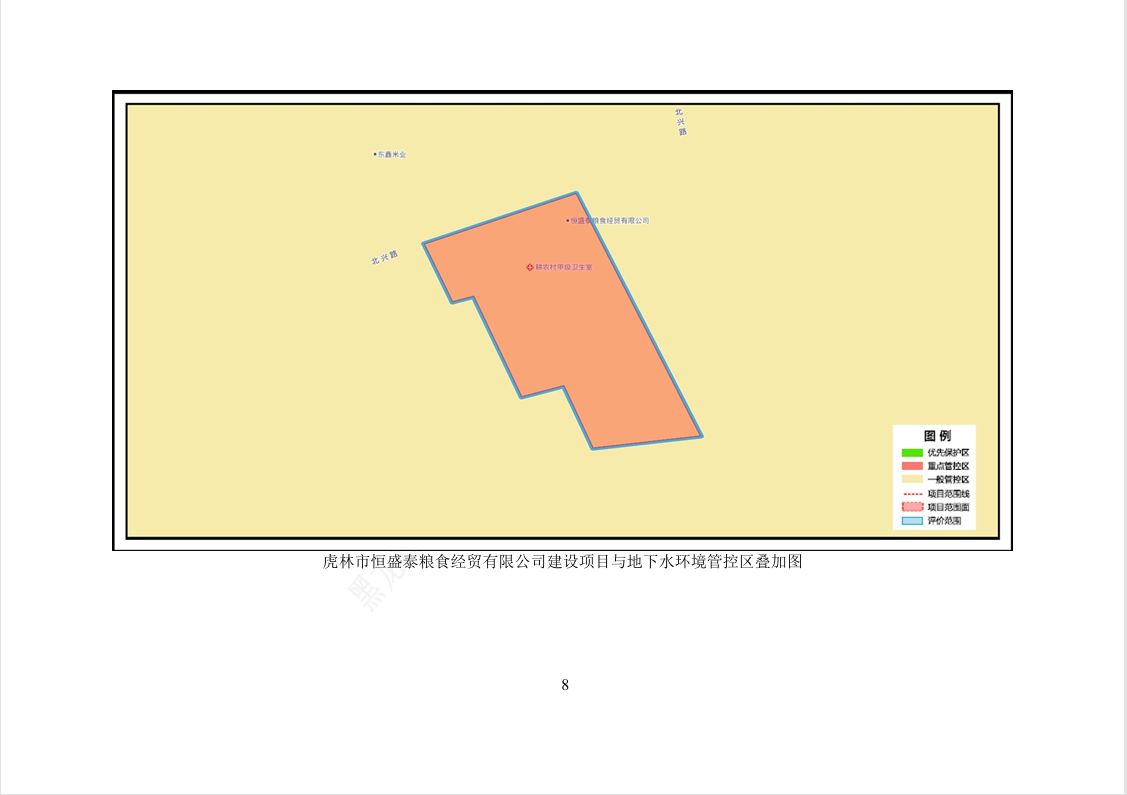 北兴路
东鑫米业
恒盛泰粮食经贸有限公司
北兴路
耕农村甲级卫生室
图例
优先保护区
重点管控区
一般管控区
项目范围线
项目范围面
评价范围
虎林市恒盛泰粮食经贸有限公司建设项目与地下水环境管控区叠加图
黑龙
8